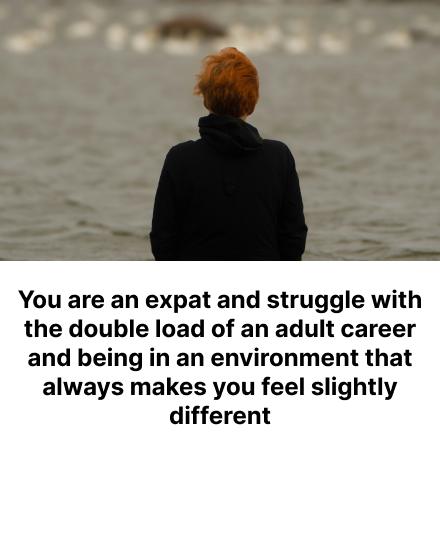 You are an expat and struggle with
the double load of an adult career
and being in an environment that
always makes you feel slightly
different